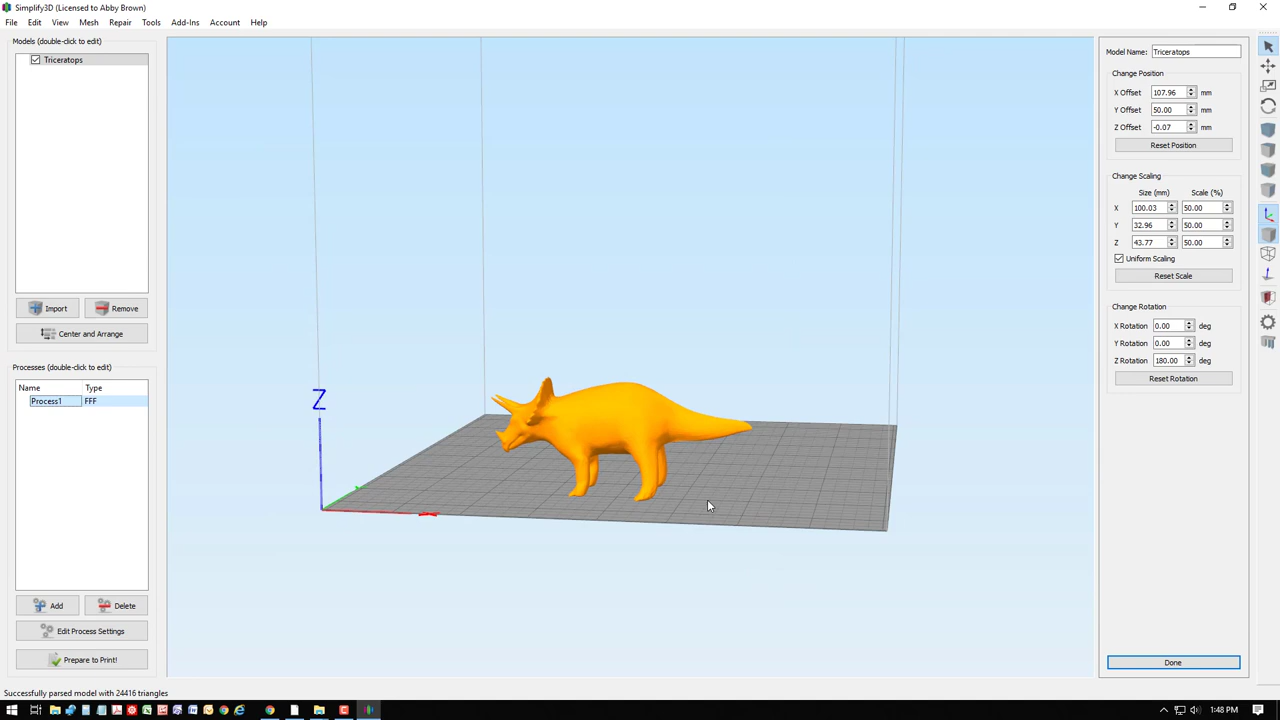 Simplify3D (Licensed to Abby Brown)
File Edit View Mesh Repair Tools Add-Ins Account Help
Models (double-click to edit)
Triceratops
Import Remove
Center and Arrange
Processes (double-click to edit)
Name Type
Process1 FFF
Add Delete
Edit Process Settings
Prepare to Print!
Z
Model Name: Triceratops
Change Position
X Offset 107.96 mm
Y Offset 50.00 mm
Z Offset -0.07 mm
Reset Position
Change Scaling
Size (mm) Scale (%)
X 100.03 50.00
Y 32.96 50.00
Z 43.77 50.00
Uniform Scaling
Reset Scale
Change Rotation
X Rotation 0.00 deg
Y Rotation 0.00 deg
Z Rotation 180.00 deg
Reset Rotation
Done
Successfully parsed model with 24416 triangles
1:48 PM